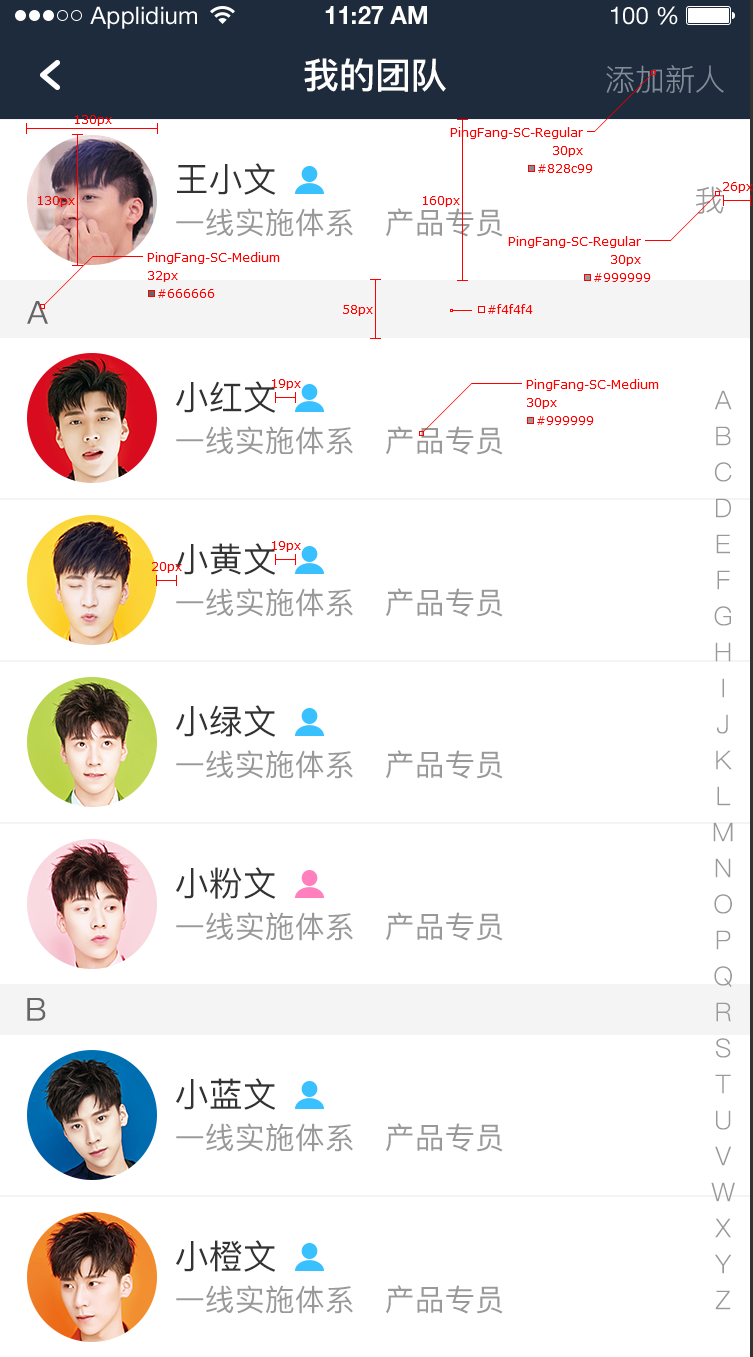 Applidium 11:27 AM 100 %
我的团队 添加新人
130px
PingFang-SC-Regular
30px
#828c99
130px
王小文
160px
26px
我
一线实施体系 产品专员
PingFang-SC-Regular
30px
#999999
PingFang-SC-Medium
32px
#666666
A
58px
#f4f4f4
19px
小红文
PingFang-SC-Medium
30px
#999999
一线实施体系 产品专员
19px
小黄文
20px
一线实施体系 产品专员
小绿文
一线实施体系 产品专员
小粉文
一线实施体系 产品专员
B
小蓝文
一线实施体系 产品专员
小橙文
一线实施体系 产品专员
A
B
C
D
E
F
G
H
I
J
K
L
M
N
O
P
Q
R
S
T
U
V
W
X
Y
Z